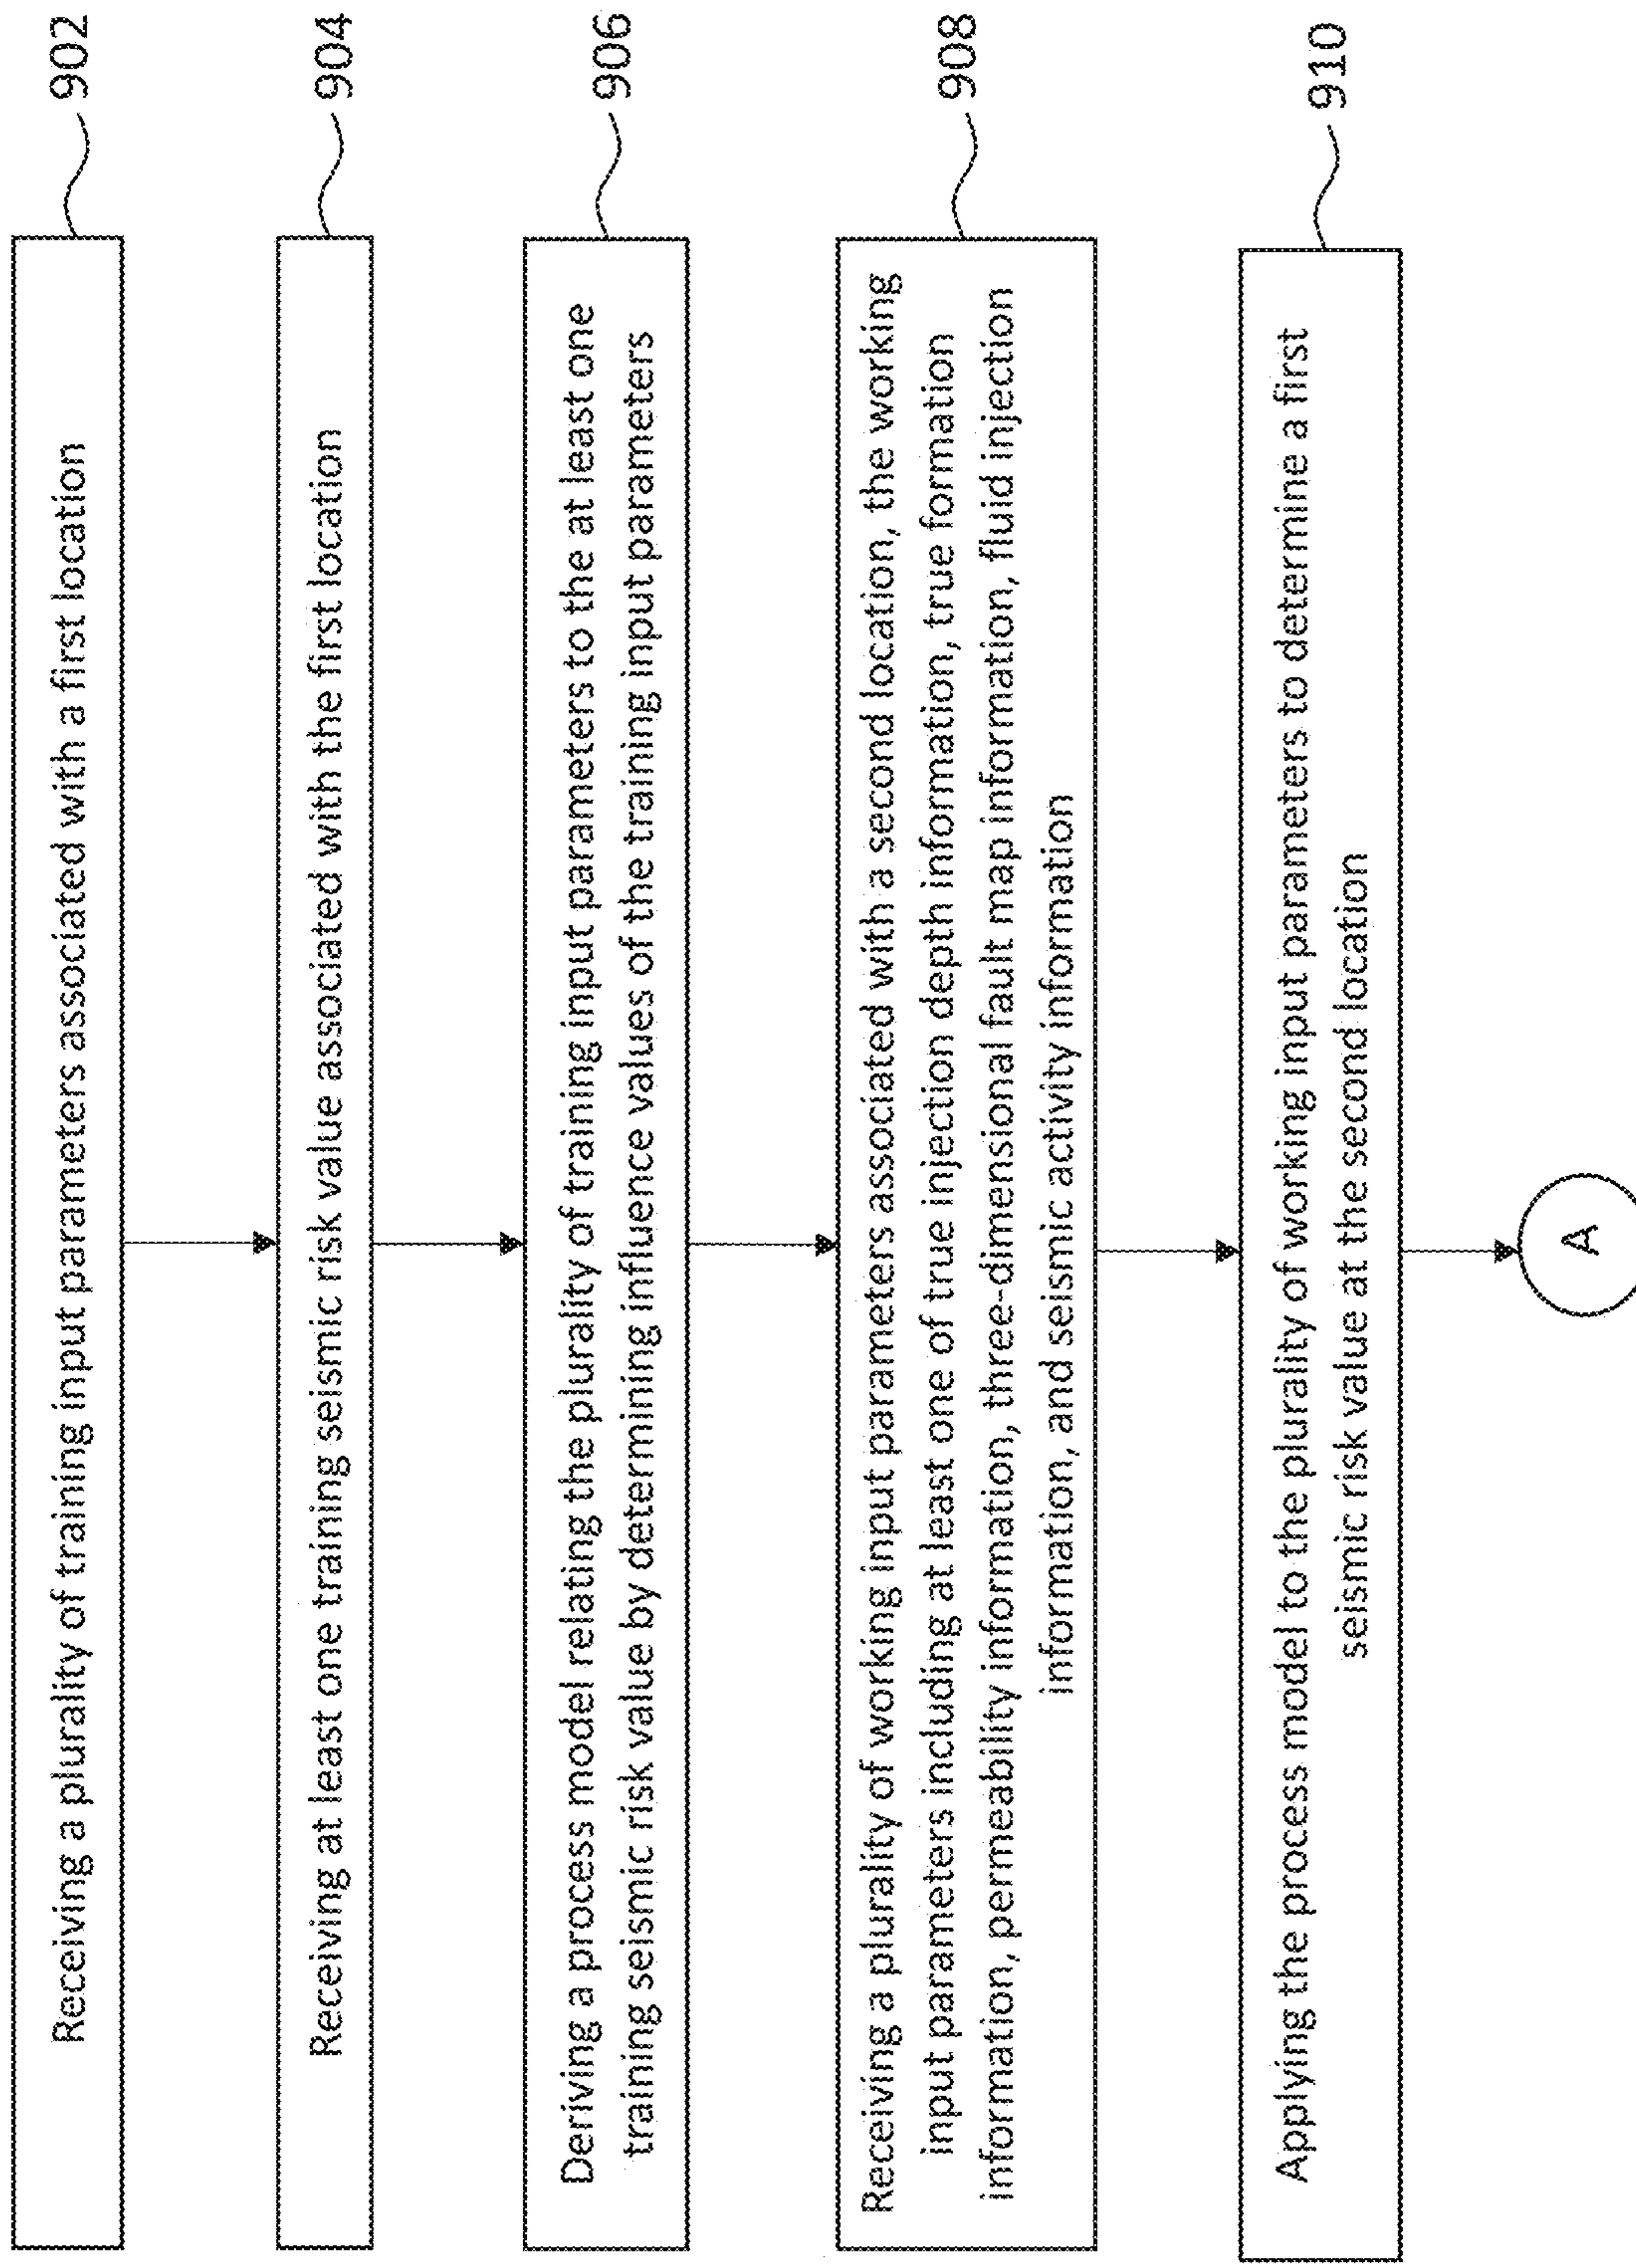 Receiving a plurality of training input parameters associated with a first location
902
Receiving at least one training seismic risk value associated with the first location
904
Deriving a process model relating the plurality of training input parameters to the at least one
training seismic risk value by determining influence values of the training input parameters
906
Receiving a plurality of working input parameters associated with a second location, the working
input parameters including at least one of true injection depth information, true formation
information, permeability information, three-dimensional fault map information, fluid injection
information, and seismic activity information
908
Applying the process model to the plurality of working input parameters to determine a first
seismic risk value at the second location
910
A